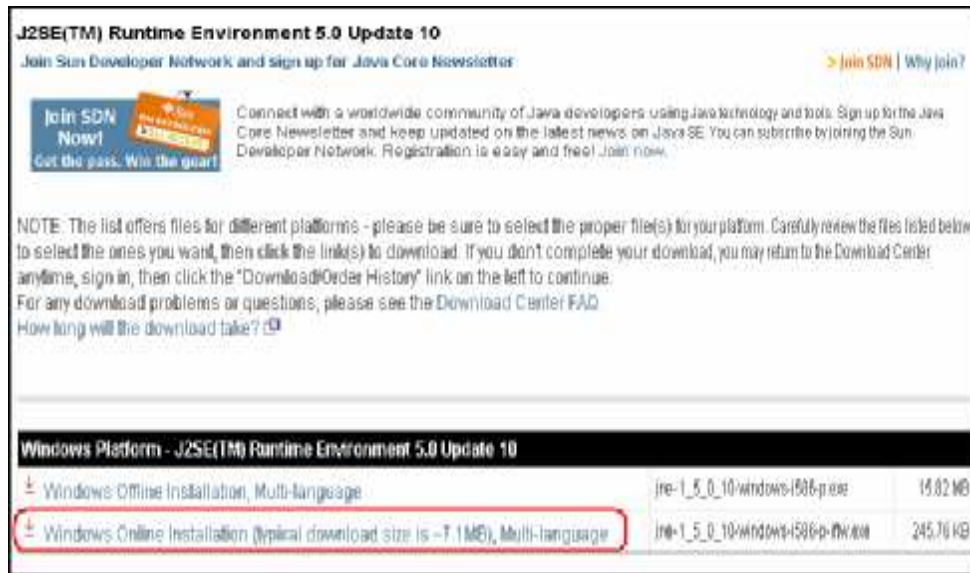 J2SE(TM) Runtime Environment 5.0 Update 10
Join Sun Developer Network and sign up for Java Core Newsletter
> Join SDN | Why Join?
Join SDN
Now!
Get the pass. Win the gear!
Connect with a worldwide community of Java developers using Java technology and tools. Sign up for the Java
Core Newsletter and keep updated on the latest news on Java SE. You can subscribe by joining the Sun
Developer Network. Registration is easy and free! Join now.
NOTE: The list offers files for different platforms - please be sure to select the proper file(s) for your platform. Carefully review the files listed below
to select the ones you want, then click the link(s) to download. If you don't complete your download, you may return to the Download Center
anytime, sign in, then click the "Download/Order History" link on the left to continue.
For any download problems or questions, please see the Download Center FAQ
How long will the download take?
Windows Platform - J2SE(TM) Runtime Environment 5.0 Update 10
Windows Offline Installation, Multi-language jre-1_5_0_10-windows-i586-p.exe 15.82 MB
Windows Online Installation (typical download size is ~7.1MB), Multi-language jre-1_5_0_10-windows-i586-p-iftw.exe 245.76 KB